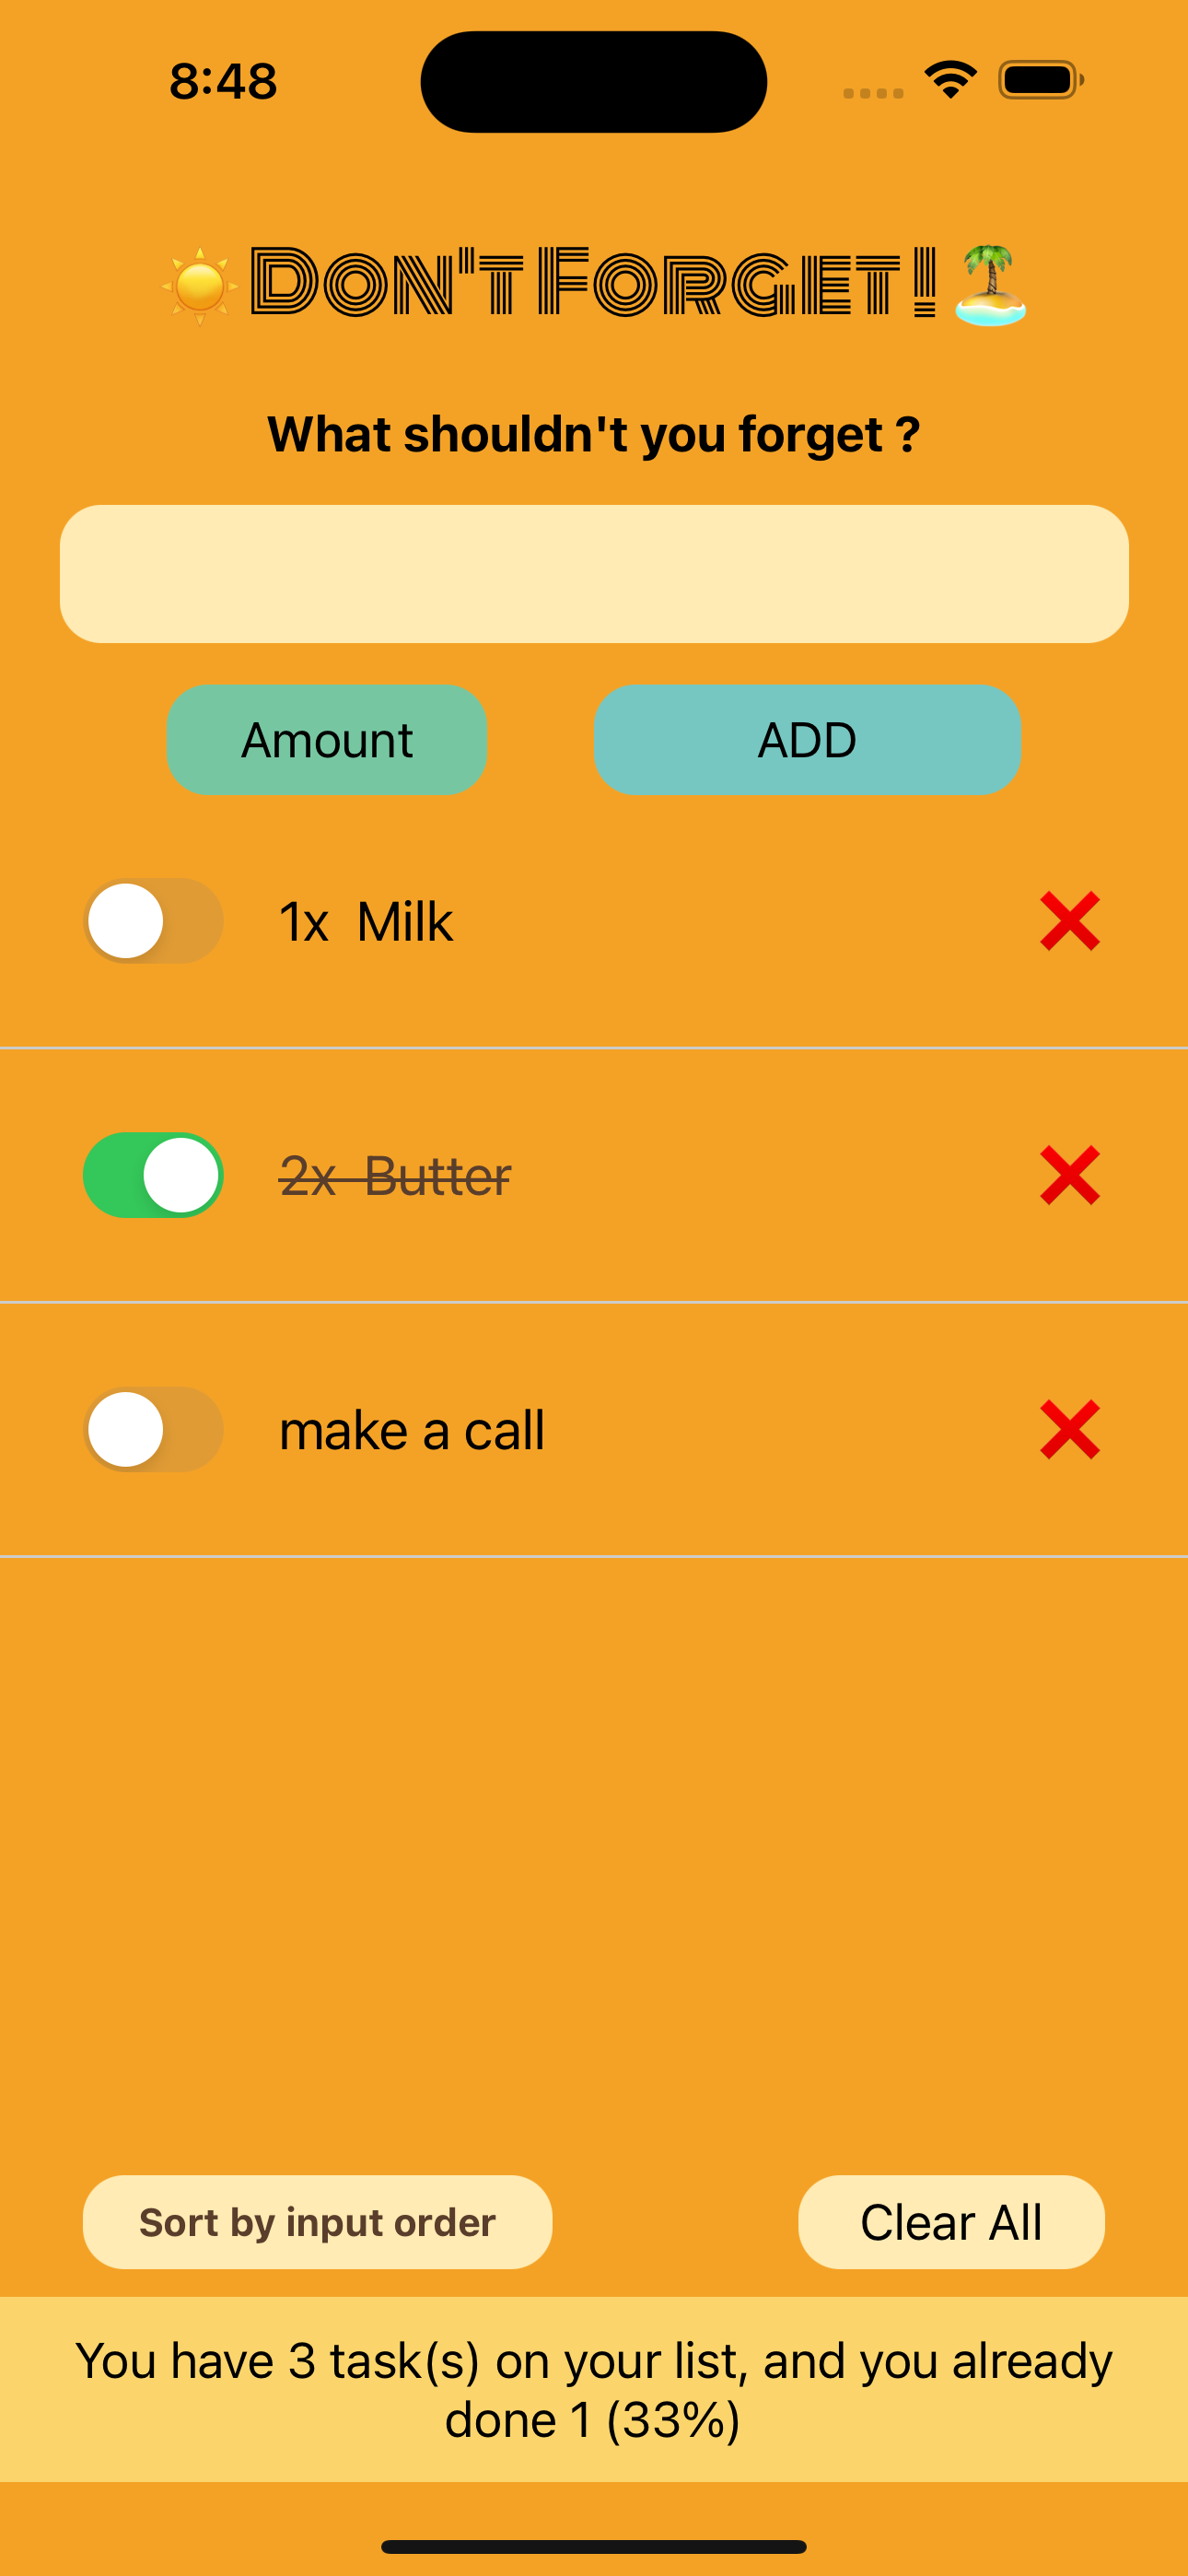 8:48
☀️Don't Forget!🏝️
What shouldn't you forget ?
Amount
ADD
1x Milk
2x Butter
make a call
Sort by input order
Clear All
You have 3 task(s) on your list, and you already
done 1 (33%)